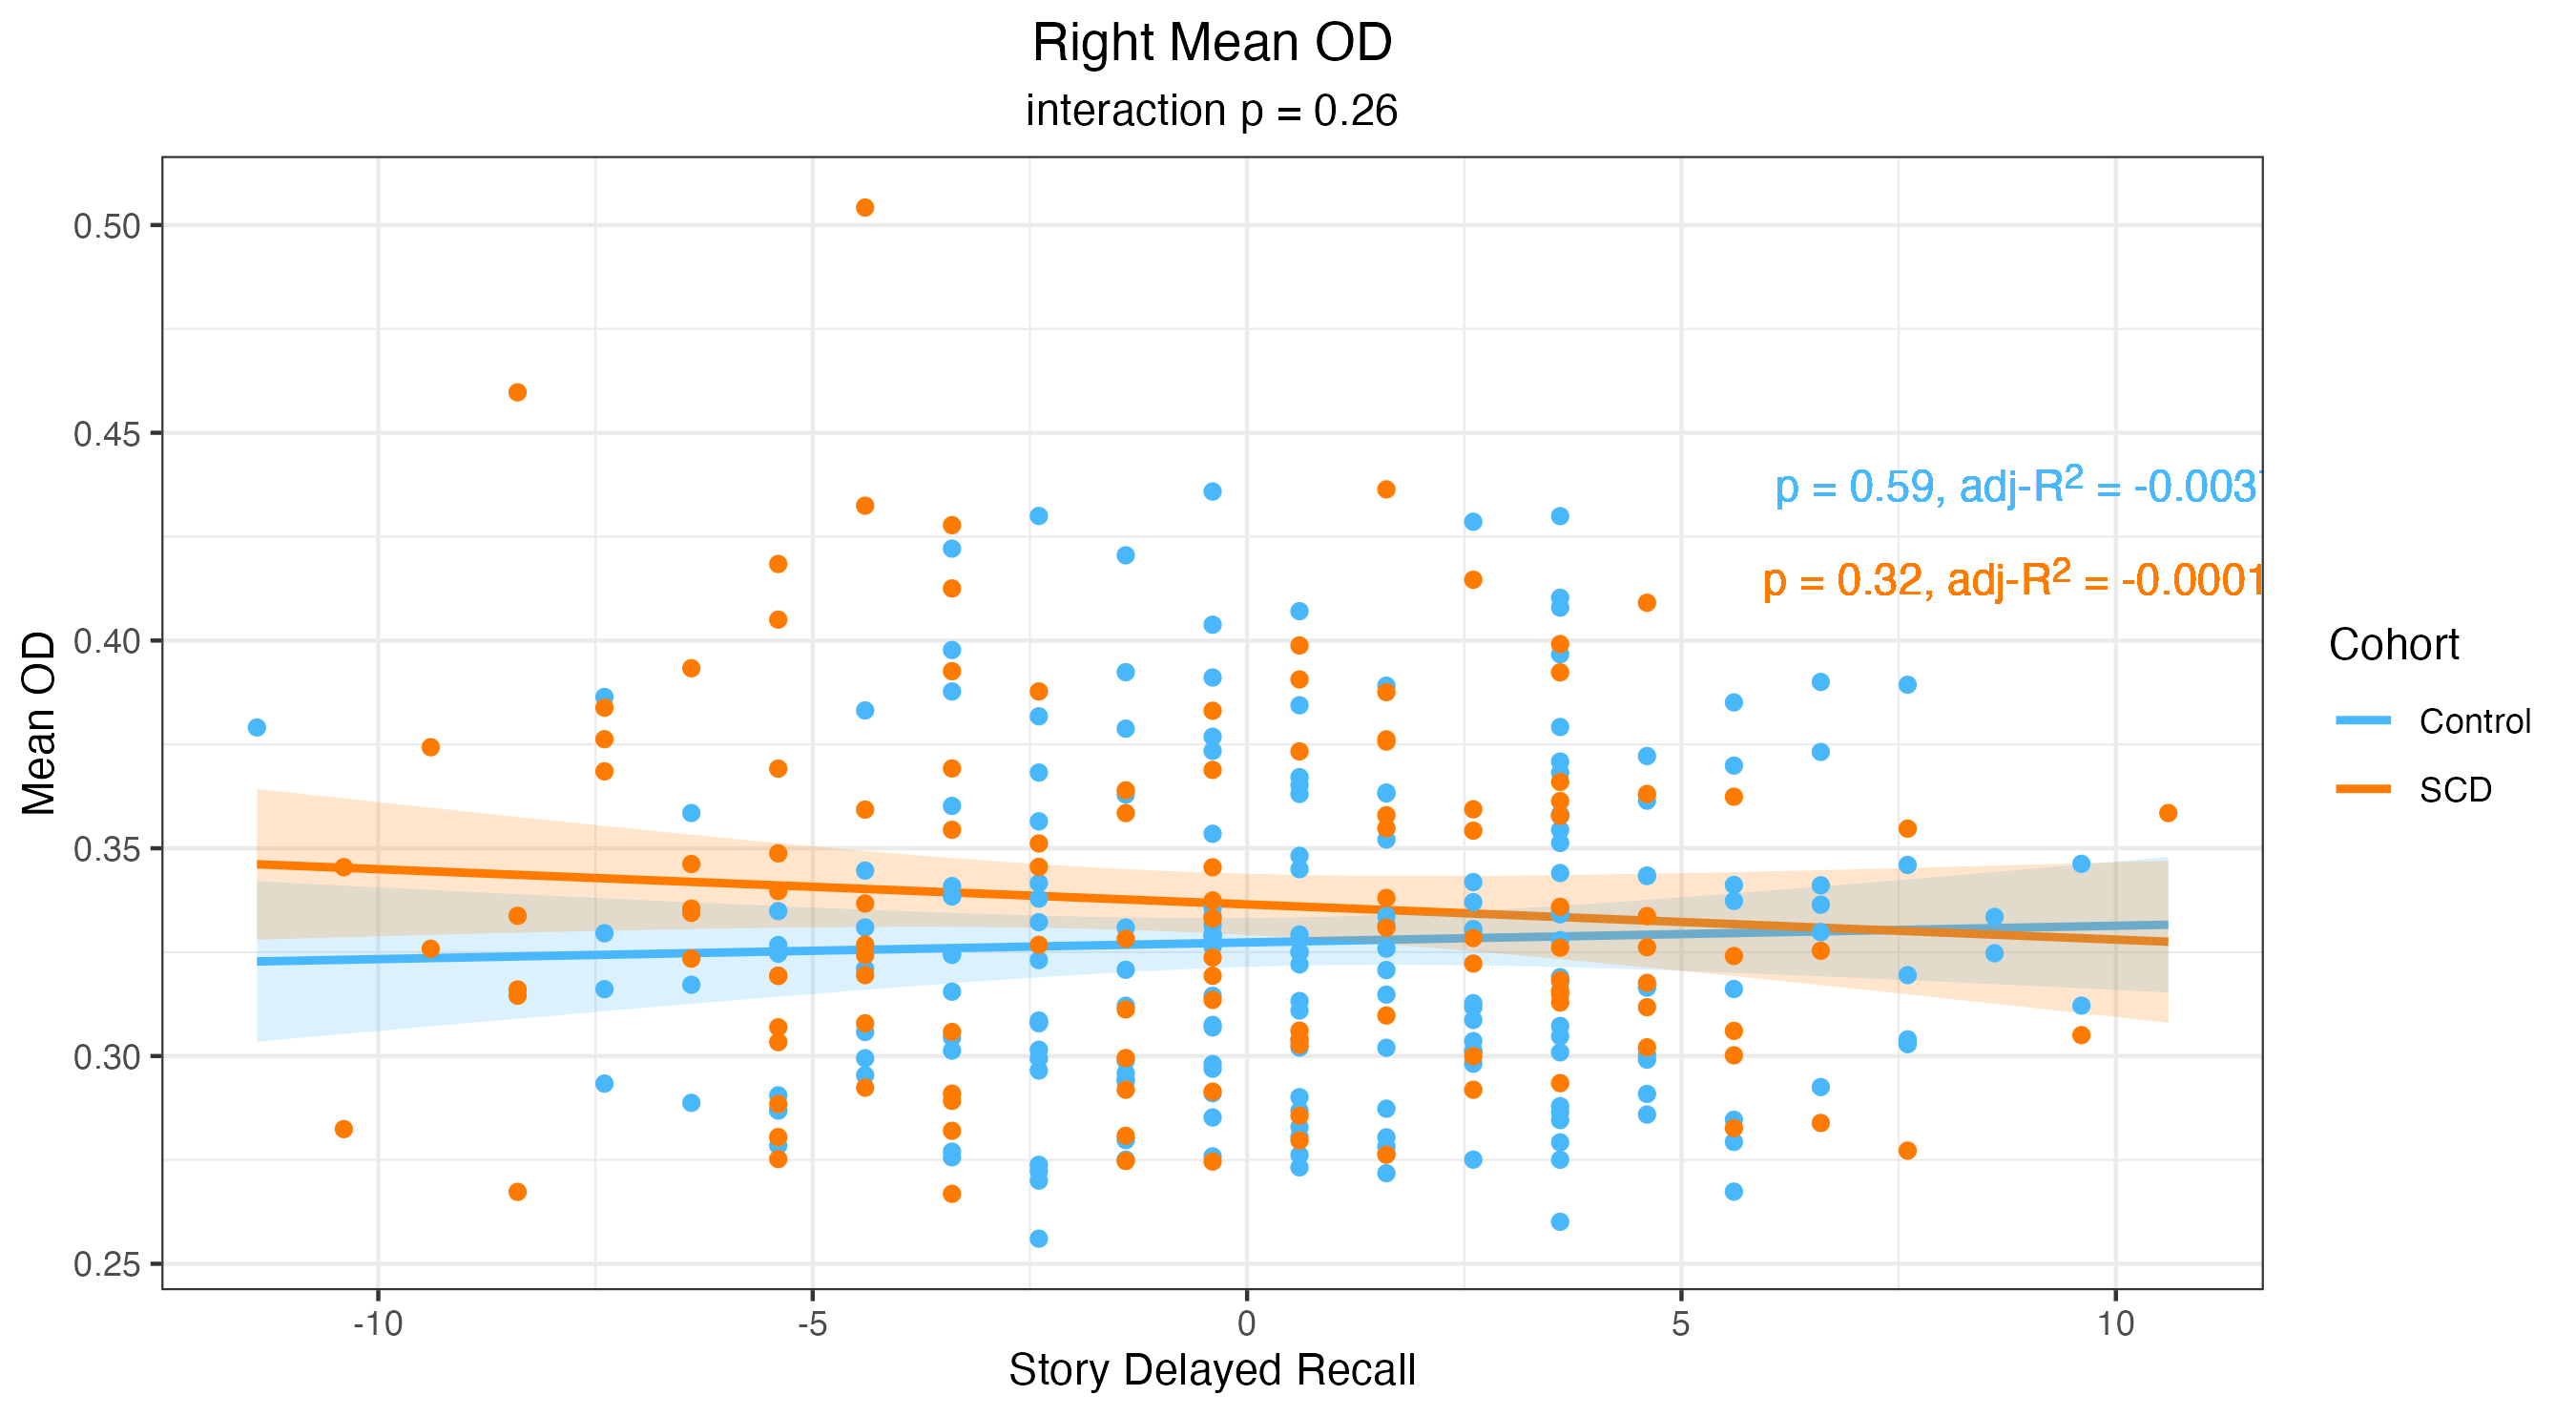 Right Mean OD
interaction p = 0.26
0.50
0.45
p = 0.59, adj-R² = -0.003
p = 0.32, adj-R² = -0.0001
0.40
0.35
0.30
0.25
Mean OD
-10 -5 0 5 10
Story Delayed Recall
Cohort
Control
SCD